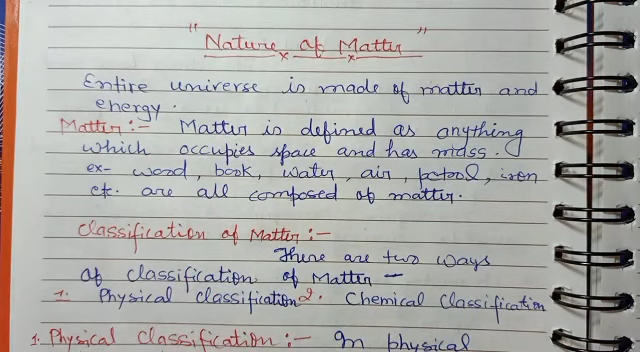 "Nature of Matter"
Entire universe is made of matter and
energy.
Matter :- Matter is defined as anything
which occupies space and has mass.
ex- wood, book, water, air, petrol, iron
etc. are all composed of matter.
Classification of Matter :-
There are two ways
of classification of Matter -
1. Physical classification 2. Chemical Classification
1. Physical Classification :- In physical